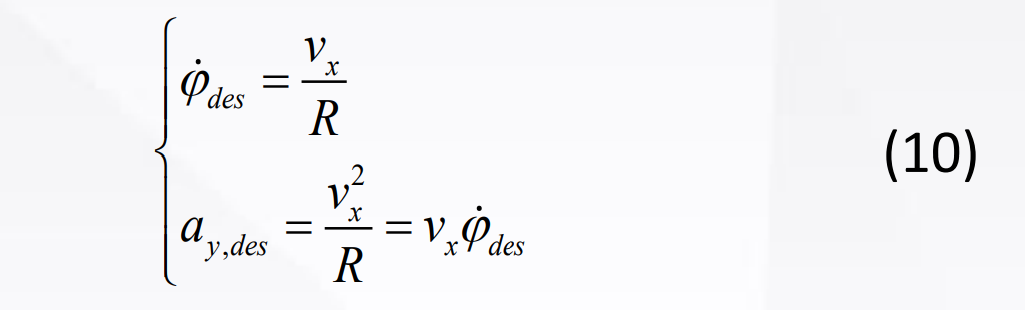 φ̇_des = v_x / R
(10)
a_y,des = v_x^2 / R = v_x φ̇_des